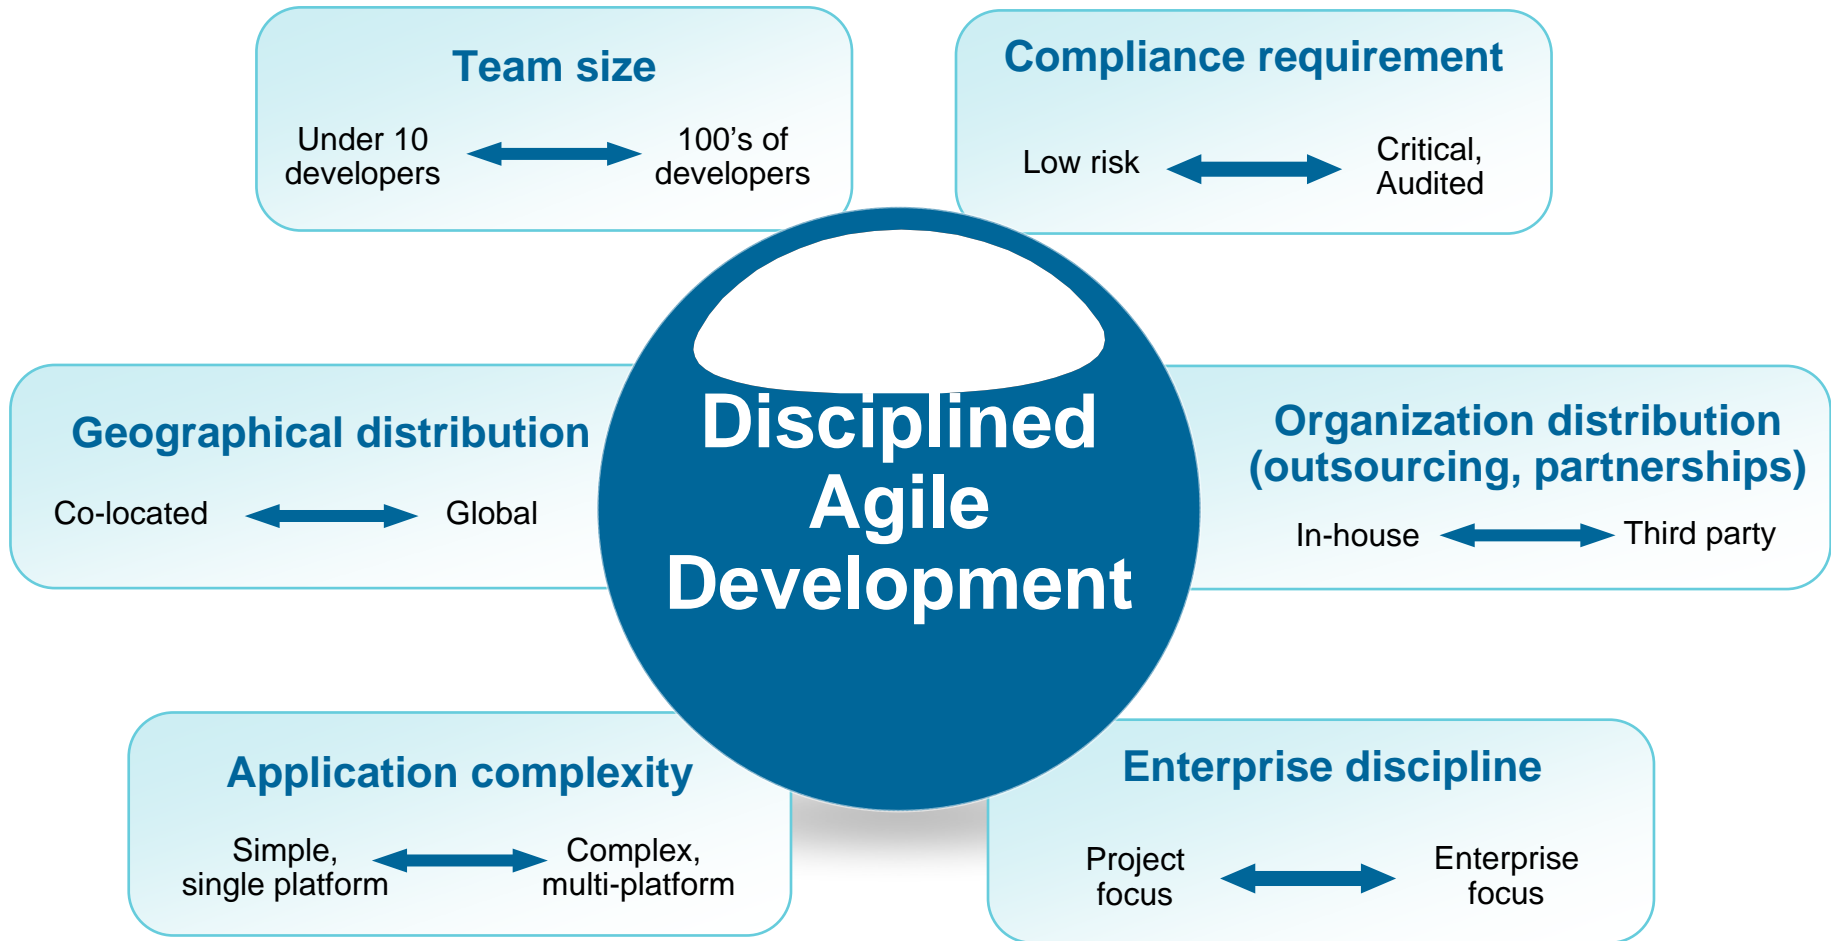 Team size
Under 10
developers
100's of
developers
Compliance requirement
Low risk
Critical,
Audited
Geographical distribution
Co-located
Global
Disciplined
Agile
Development
Organization distribution
(outsourcing, partnerships)
In-house
Third party
Application complexity
Simple,
single platform
Complex,
multi-platform
Enterprise discipline
Project
focus
Enterprise
focus